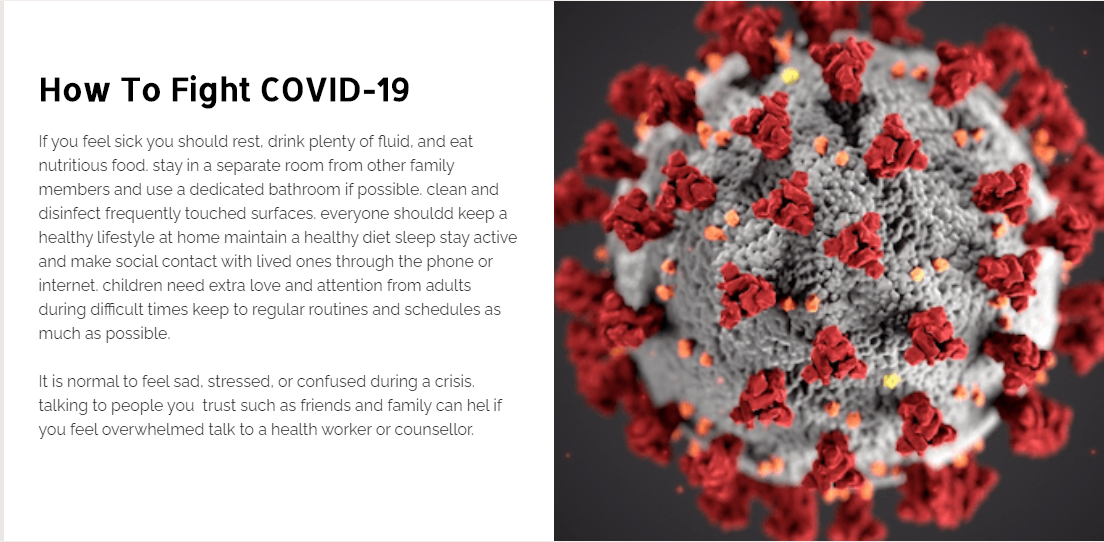 How To Fight COVID-19
If you feel sick you should rest, drink plenty of fluid, and eat
nutritious food. stay in a separate room from other family
members and use a dedicated bathroom if possible. clean and
disinfect frequently touched surfaces. everyone shouldd keep a
healthy lifestyle at home maintain a healthy diet sleep stay active
and make social contact with lived ones through the phone or
internet. children need extra love and attention from adults
during difficult times keep to regular routines and schedules as
much as possible.
It is normal to feel sad, stressed, or confused during a crisis.
talking to people you  trust such as friends and family can hel if
you feel overwhelmed talk to a health worker or counsellor.